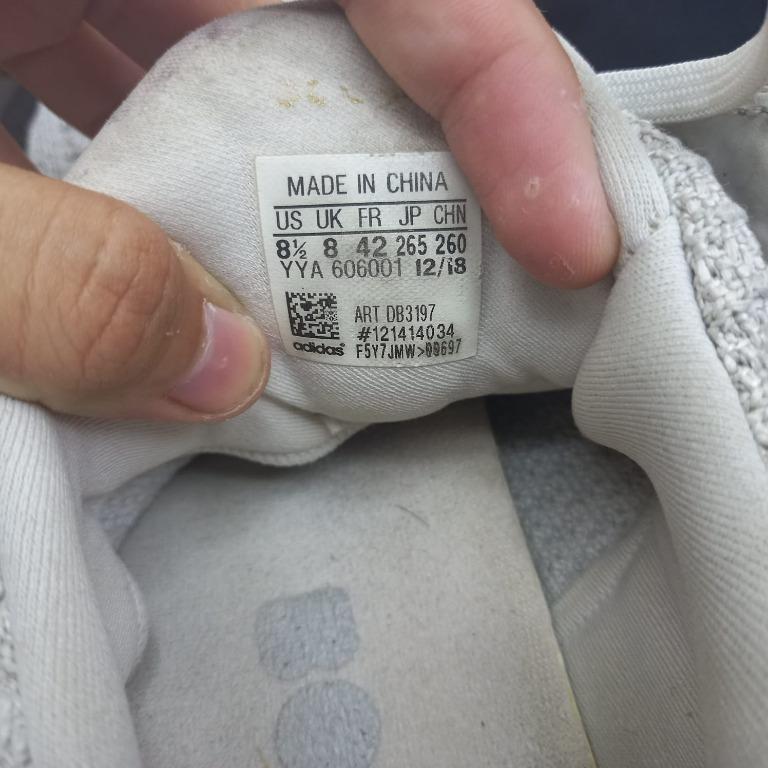 MADE IN CHINA
US UK FR JP CHN
8½ 8 42 265 260
YYA 606001 12/18
ART DB3197
#121414034
adidas F5Y7JMW>00697